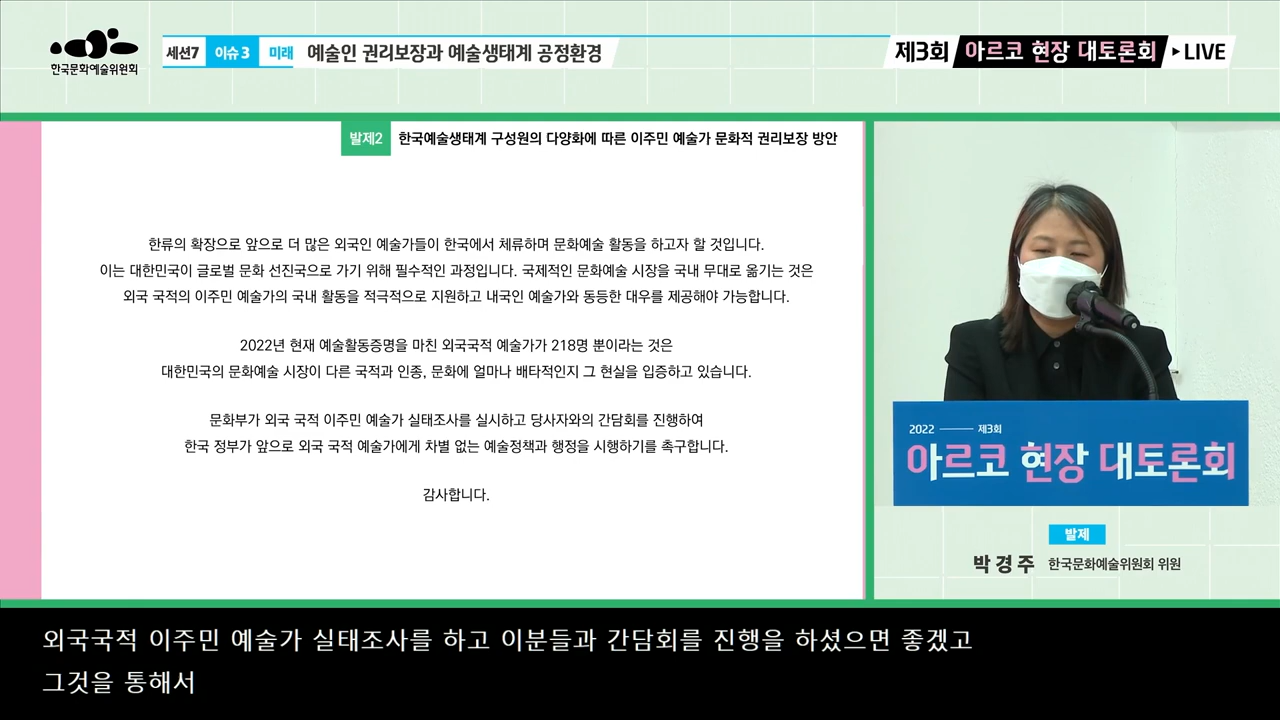 한국문화예술위원회
세션7 이슈 3 미래 예술인 권리보장과 예술생태계 공정환경
제3회 아르코 현장 대토론회 LIVE
발제2 한국예술생태계 구성원의 다양화에 따른 이주민 예술가 문화적 권리보장 방안
한류의 확장으로 앞으로 더 많은 외국인 예술가들이 한국에서 체류하며 문화예술 활동을 하고자 할 것입니다.
이는 대한민국이 글로벌 문화 선진국으로 가기 위해 필수적인 과정입니다. 국제적인 문화예술 시장을 국내 무대로 옮기는 것은
외국 국적의 이주민 예술가의 국내 활동을 적극적으로 지원하고 내국인 예술가와 동등한 대우를 제공해야 가능합니다.
2022년 현재 예술활동증명을 마친 외국국적 예술가가 218명 뿐이라는 것은
대한민국의 문화예술 시장이 다른 국적과 인종, 문화에 얼마나 배타적인지 그 현실을 입증하고 있습니다.
문화부가 외국 국적 이주민 예술가 실태조사를 실시하고 당사자와의 간담회를 진행하여
한국 정부가 앞으로 외국 국적 예술가에게 차별 없는 예술정책과 행정을 시행하기를 촉구합니다.
감사합니다.
2022 제3회
아르코 현장 대토론회
발제
박경주 한국문화예술위원회 위원
외국국적 이주민 예술가 실태조사를 하고 이분들과 간담회를 진행을 하셨으면 좋겠고
그것을 통해서